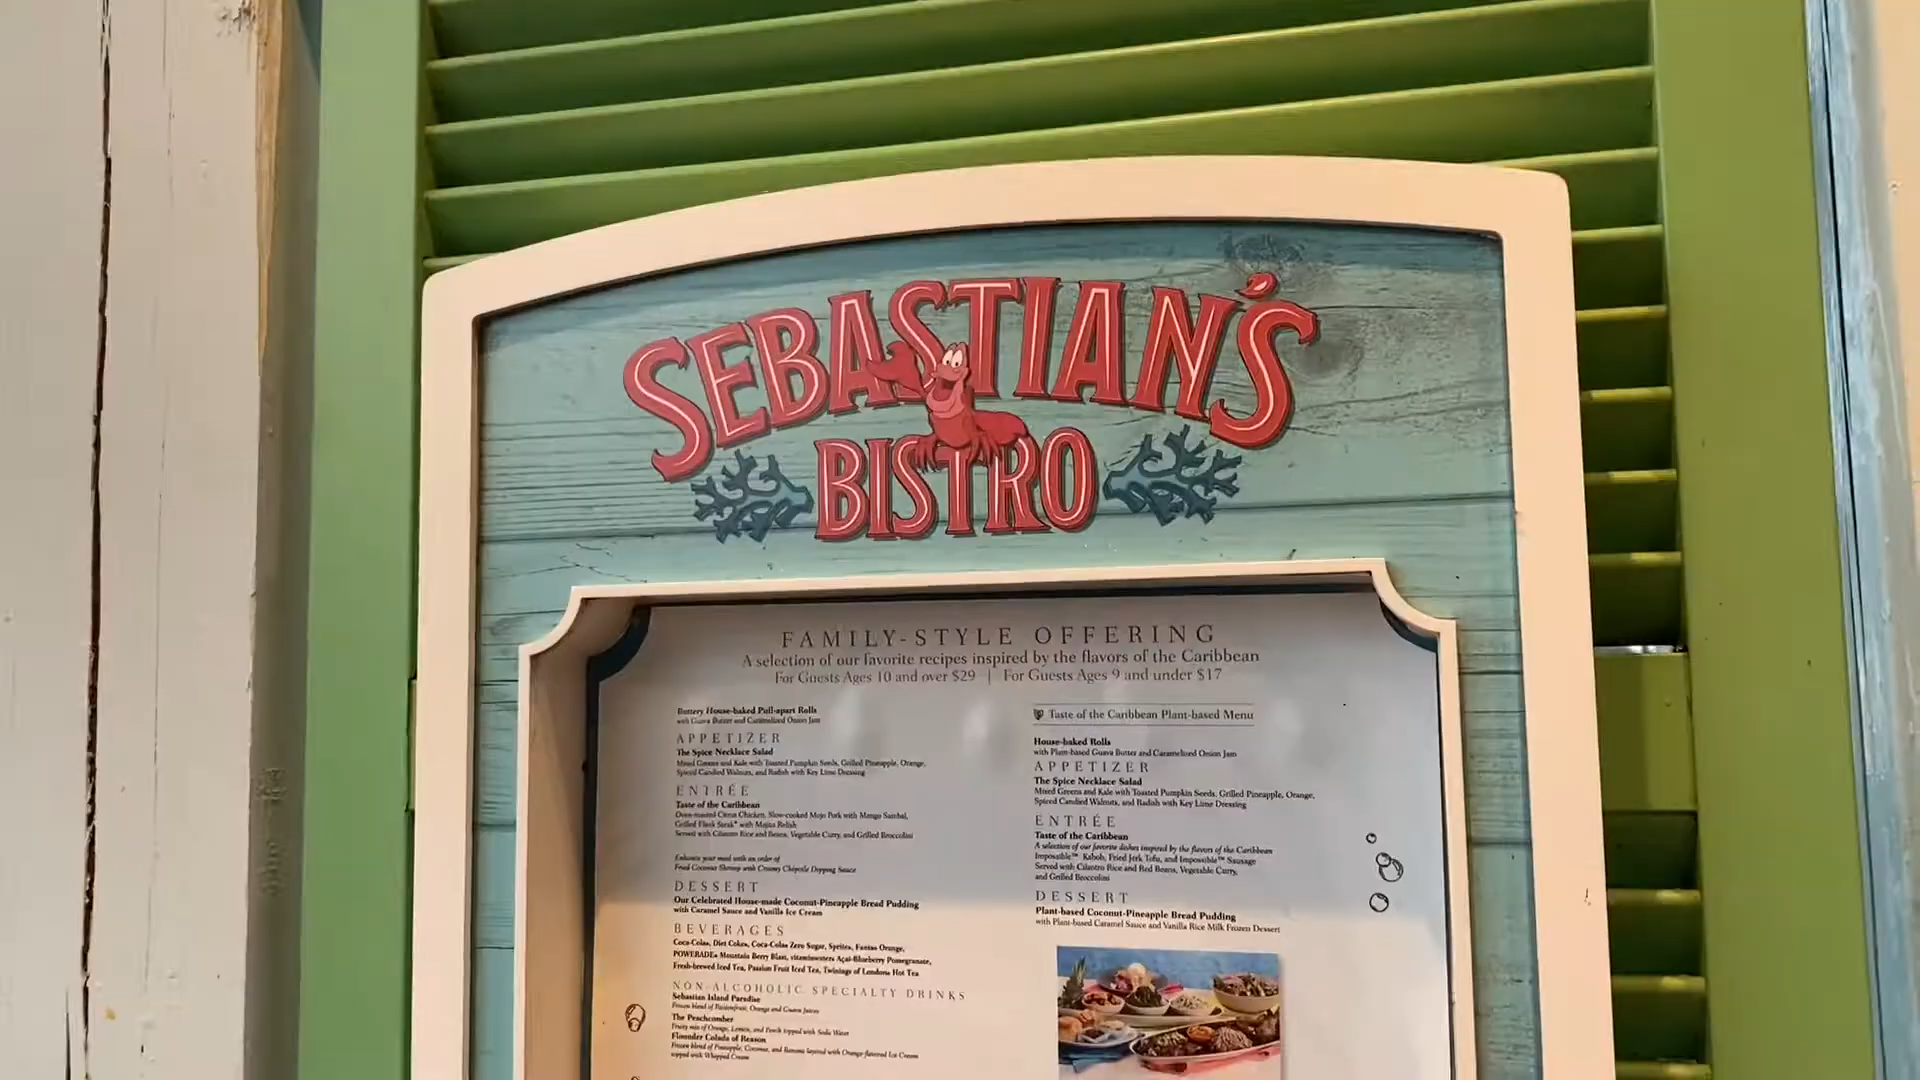 SEBASTIAN'S
BISTRO
FAMILY-STYLE OFFERING
A selection of our favorite recipes inspired by the flavors of the Caribbean
For Guests Ages 10 and over $29 | For Guests Ages 9 and under $17
Buttery House-baked Pull-apart Rolls
with Guava Butter and Caramelized Onion Jam
APPETIZER
The Spice Necklace Salad
Mixed Greens and Kale with Toasted Pumpkin Seeds, Grilled Pineapple, Orange,
Spiced Candied Walnuts, and Radish with Key Lime Dressing
ENTRÉE
Taste of the Caribbean
Oven-roasted Citrus Chicken, Slow-cooked Mojo Pork with Mango Sambal,
Grilled Flank Steak* with Mojito Relish
Served with Cilantro Rice and Beans, Vegetable Curry, and Grilled Broccolini
Enhance your meal with an order of
Fried Coconut Shrimp with Creamy Chipotle Dipping Sauce
DESSERT
Our Celebrated House-made Coconut-Pineapple Bread Pudding
with Caramel Sauce and Vanilla Ice Cream
BEVERAGES
Coca-Cola®, Diet Coke®, Coca-Cola Zero Sugar, Sprite®, Fanta® Orange,
POWERADE® Mountain Berry Blast, vitaminwater® Açai-Blueberry Pomegranate,
Fresh-brewed Iced Tea, Passion Fruit Iced Tea, Twinings of London® Hot Tea
NON-ALCOHOLIC SPECIALTY DRINKS
Sebastian Island Paradise
Frozen blend of Passionfruit, Orange and Guava Juices
The Peachcomber
Fruity mix of Orange, Lemon, and Peach topped with Soda Water
Flounder Colada of Reason
Frozen blend of Pineapple, Coconut, and Banana layered with Orange-flavored Ice Cream
topped with Whipped Cream
Taste of the Caribbean Plant-based Menu
House-baked Rolls
with Plant-based Guava Butter and Caramelized Onion Jam
APPETIZER
The Spice Necklace Salad
Mixed Greens and Kale with Toasted Pumpkin Seeds, Grilled Pineapple, Orange,
Spiced Candied Walnuts, and Radish with Key Lime Dressing
ENTRÉE
Taste of the Caribbean
A selection of our favorite dishes inspired by the flavors of the Caribbean
Impossible™ Kabob, Fried Jerk Tofu, and Impossible™ Sausage
Served with Cilantro Rice and Red Beans, Vegetable Curry,
and Grilled Broccolini
DESSERT
Plant-based Coconut-Pineapple Bread Pudding
with Plant-based Caramel Sauce and Vanilla Rice Milk Frozen Dessert